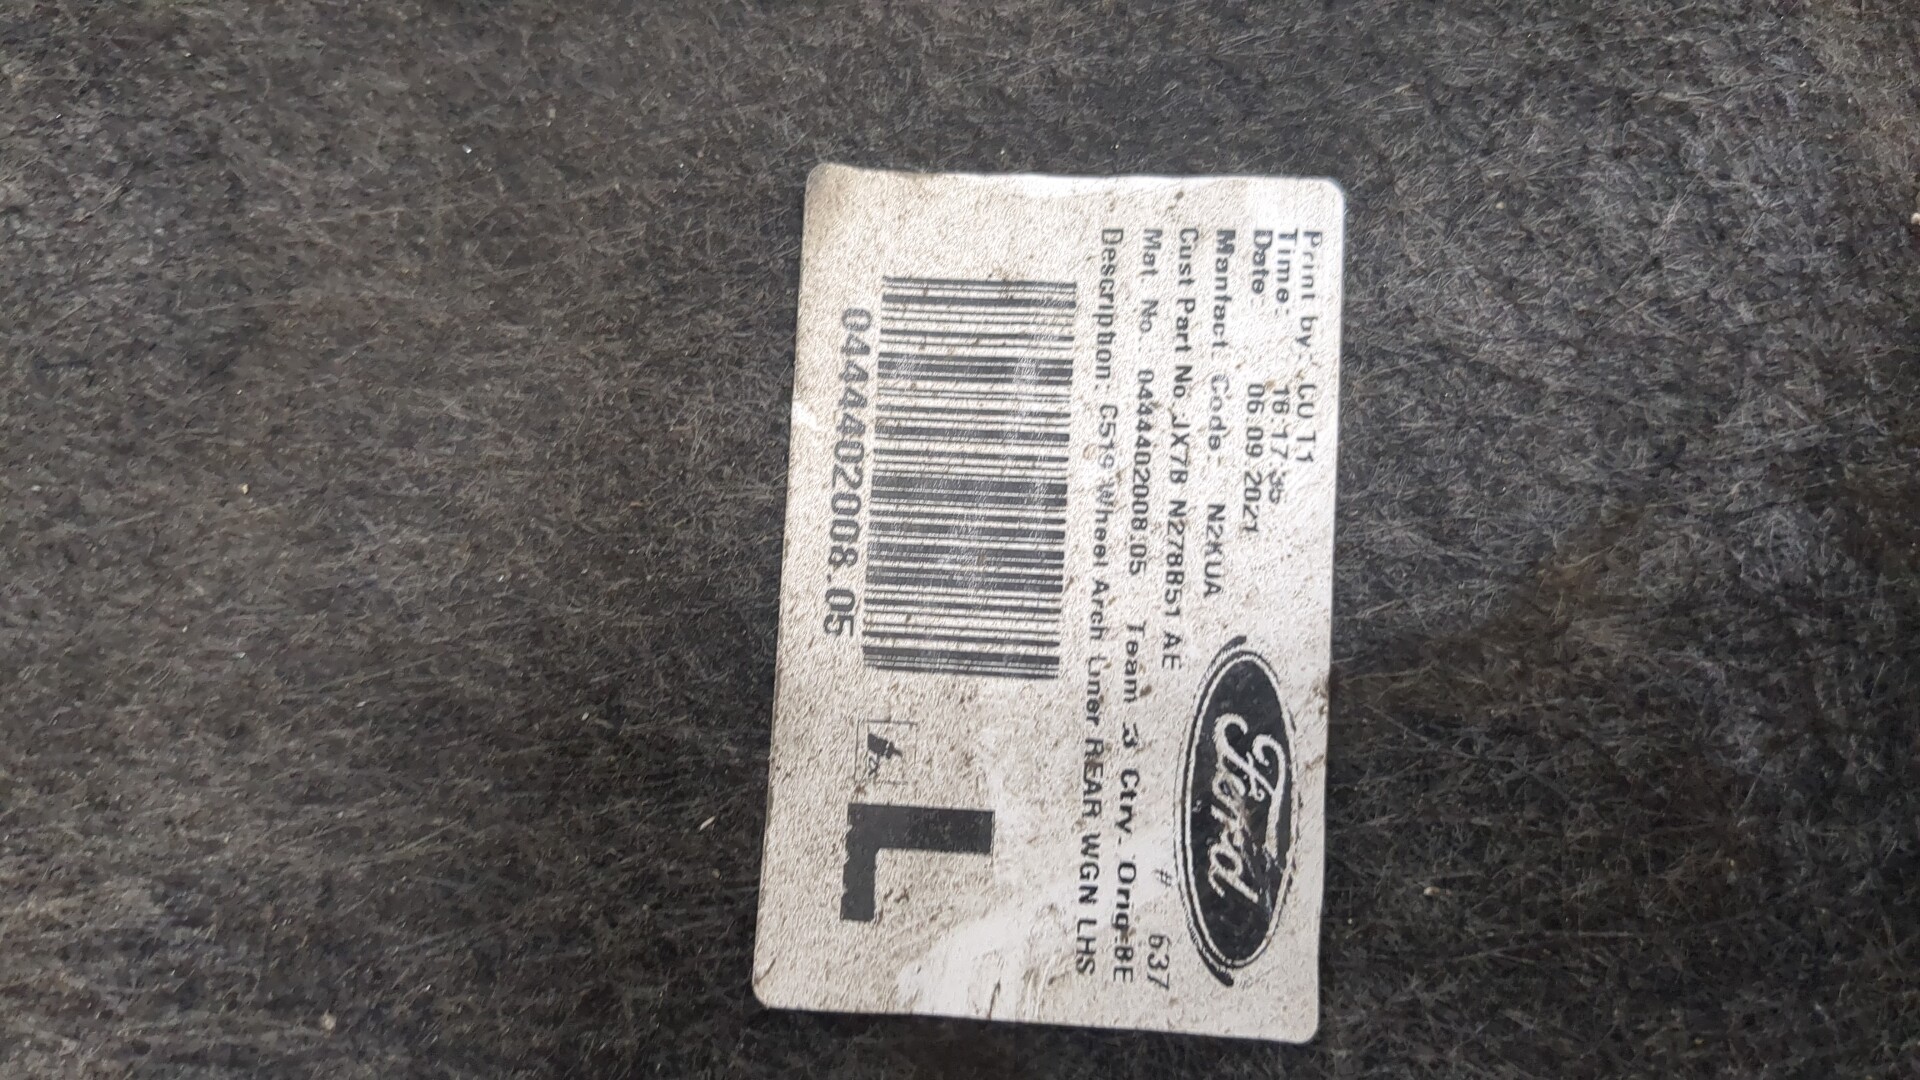 Print by: CU 11
Time: 16:17:35
Date: 06.09.2021
Manfact. Code: N2KUA
Cust Part No. JX7B N278B51 AE # 637
Mat. No.: 0444402008.05 Team 3 Ctry. Orig. BE
Description: C519 Wheel Arch Liner REAR WGN LHS
Ford
0444402008.05
L